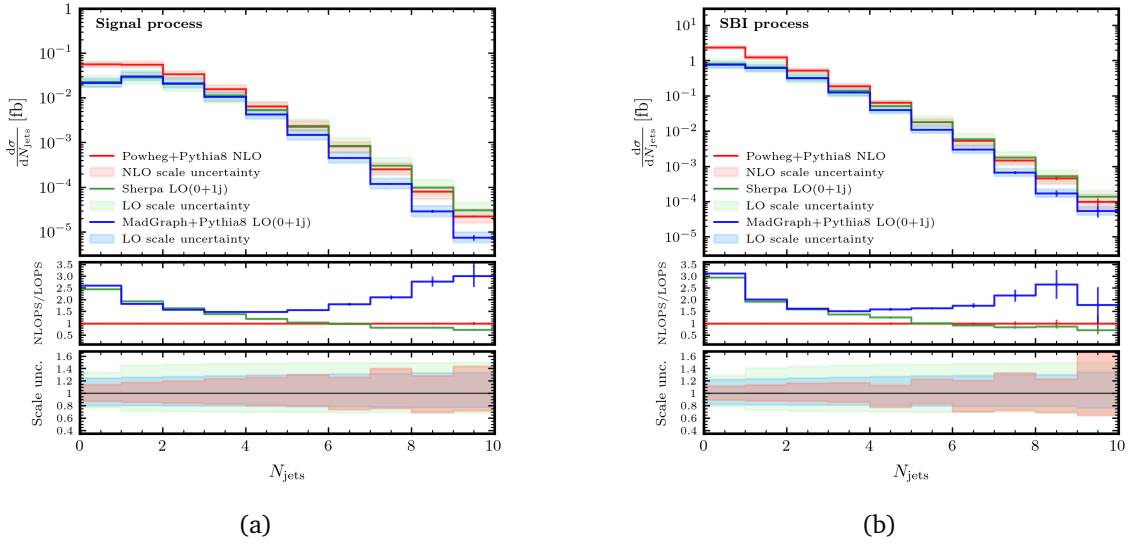 Signal process
1
10⁻¹
10⁻²
10⁻³
10⁻⁴
10⁻⁵
dσ/dN_jets [fb]
Powheg+Pythia8 NLO
NLO scale uncertainty
Sherpa LO(0+1j)
LO scale uncertainty
MadGraph+Pythia8 LO(0+1j)
LO scale uncertainty
NLOPS/LOPS
3.5
3.0
2.5
2.0
1.5
1
0.5
Scale unc.
1.6
1.4
1.2
1.0
0.8
0.6
0.4
0 2 4 6 8 10
N_jets
(a)
SBI process
10¹
1
10⁻¹
10⁻²
10⁻³
10⁻⁴
10⁻⁵
dσ/dN_jets [fb]
Powheg+Pythia8 NLO
NLO scale uncertainty
Sherpa LO(0+1j)
LO scale uncertainty
MadGraph+Pythia8 LO(0+1j)
LO scale uncertainty
NLOPS/LOPS
3.5
3.0
2.5
2.0
1.5
1
0.5
Scale unc.
1.6
1.4
1.2
1.0
0.8
0.6
0.4
0 2 4 6 8 10
N_jets
(b)